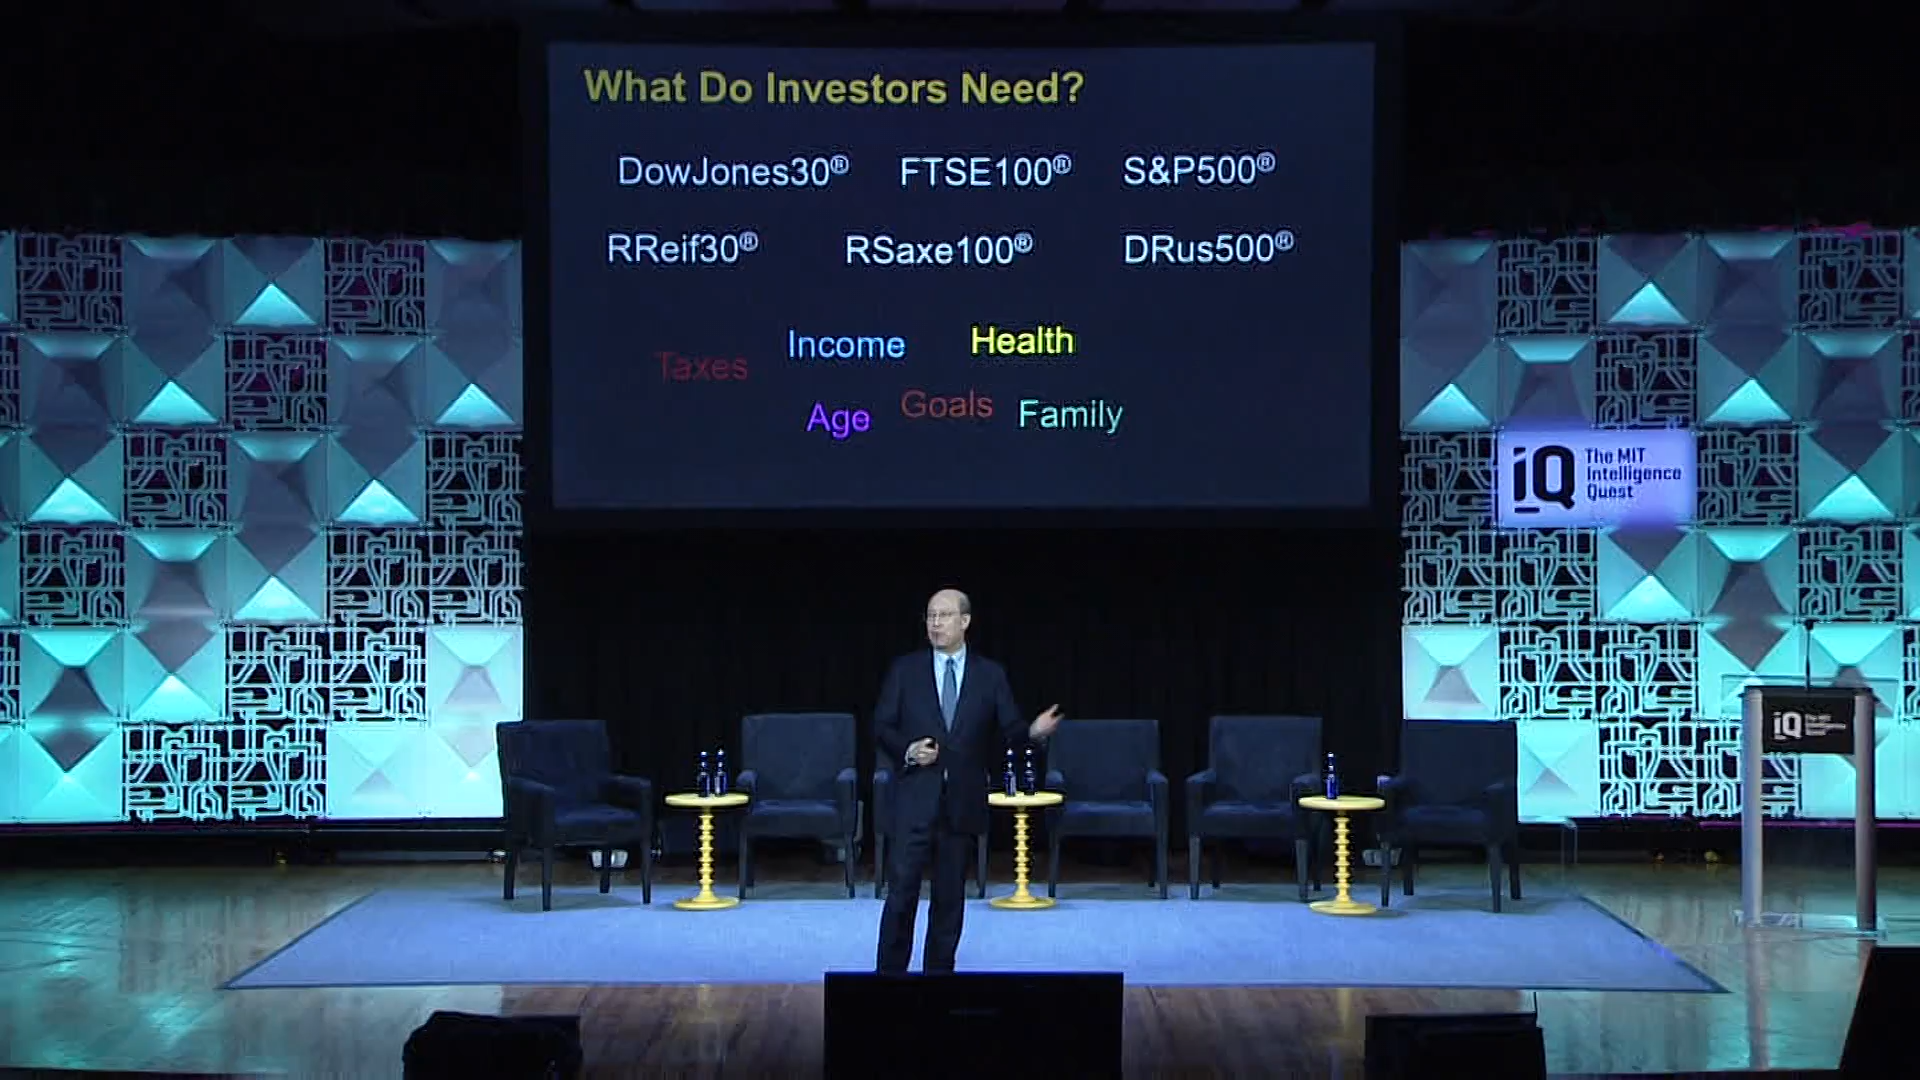 What Do Investors Need?
DowJones30® FTSE100® S&P500®
RReif30® RSaxe100® DRus500®
Income Health
Taxes
Age Goals Family
iQ The MIT
Intelligence
Quest
iQ